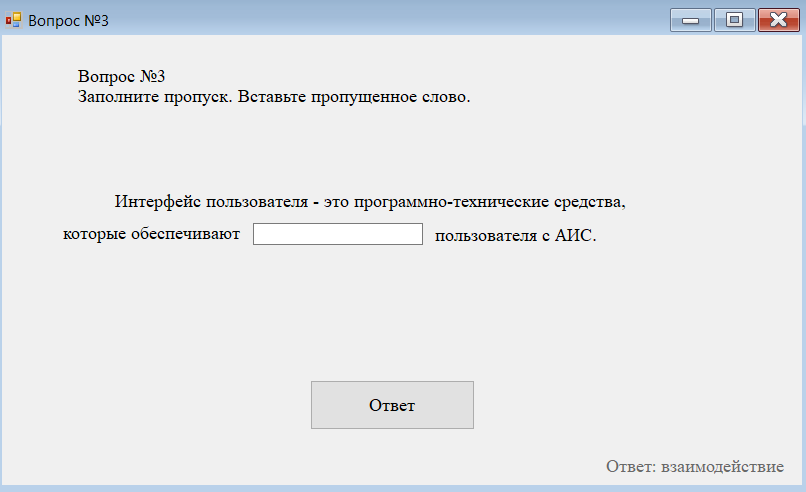 Вопрос №3
Вопрос №3
Заполните пропуск. Вставьте пропущенное слово.
Интерфейс пользователя - это программно-технические средства,
которые обеспечивают пользователя с АИС.
Ответ
Ответ: взаимодействие